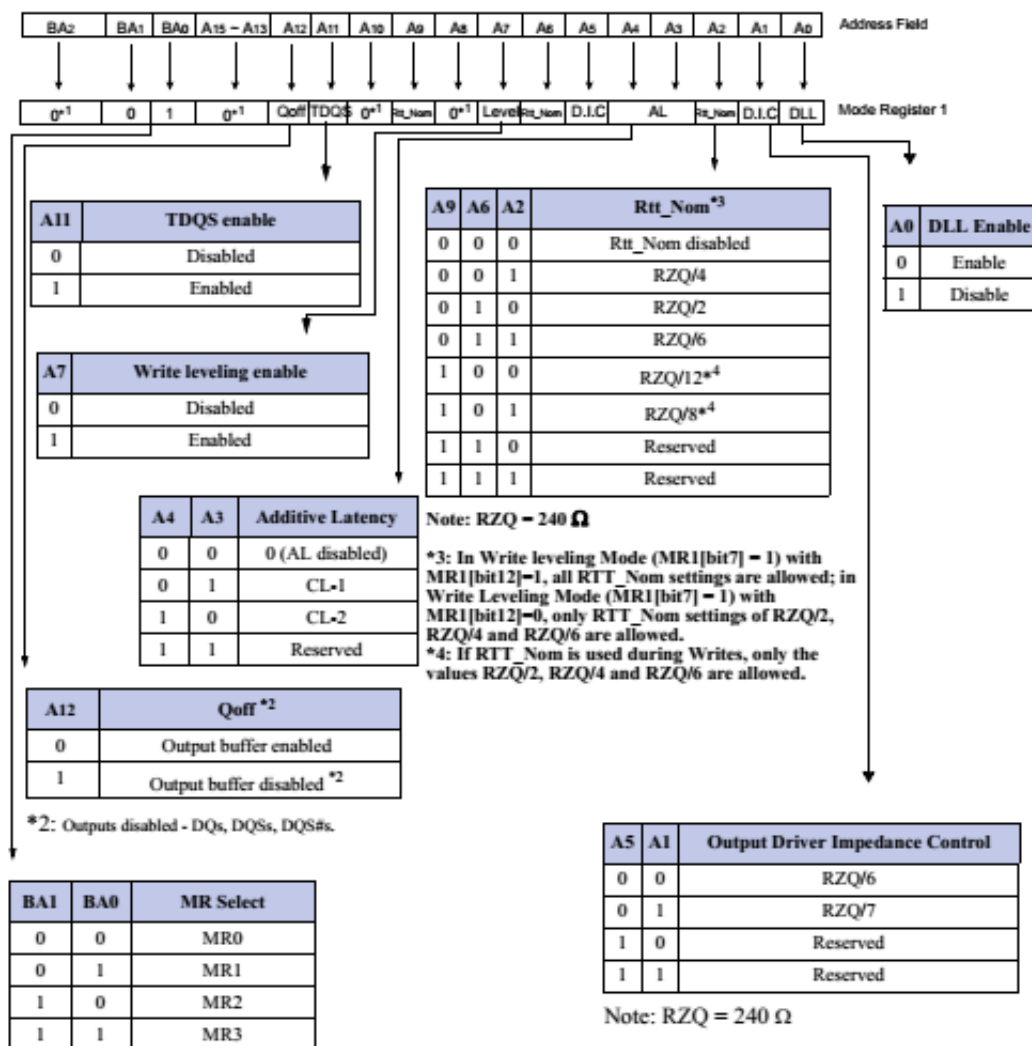 BA2 BA1 BA0 A15 – A13 A12 A11 A10 A9 A8 A7 A6 A5 A4 A3 A2 A1 A0 Address Field
0*1 0 1 0*1 Qoff TDQS 0*1 Rtt_Nom 0*1 Level Rtt_Nom D.I.C AL Rtt_Nom D.I.C DLL Mode Register 1
A11 TDQS enable
0 Disabled
1 Enabled
A7 Write leveling enable
0 Disabled
1 Enabled
A9 A6 A2 Rtt_Nom*3
0 0 0 Rtt_Nom disabled
0 0 1 RZQ/4
0 1 0 RZQ/2
0 1 1 RZQ/6
1 0 0 RZQ/12*4
1 0 1 RZQ/8*4
1 1 0 Reserved
1 1 1 Reserved
Note: RZQ = 240 Ω
*3: In Write leveling Mode (MR1[bit7] = 1) with
MR1[bit12]=1, all RTT_Nom settings are allowed; in
Write Leveling Mode (MR1[bit7] = 1) with
MR1[bit12]=0, only RTT_Nom settings of RZQ/2,
RZQ/4 and RZQ/6 are allowed.
*4: If RTT_Nom is used during Writes, only the
values RZQ/2, RZQ/4 and RZQ/6 are allowed.
A0 DLL Enable
0 Enable
1 Disable
A4 A3 Additive Latency
0 0 0 (AL disabled)
0 1 CL-1
1 0 CL-2
1 1 Reserved
A12 Qoff *2
0 Output buffer enabled
1 Output buffer disabled *2
*2: Outputs disabled - DQs, DQSs, DQS#s.
BA1 BA0 MR Select
0 0 MR0
0 1 MR1
1 0 MR2
1 1 MR3
A5 A1 Output Driver Impedance Control
0 0 RZQ/6
0 1 RZQ/7
1 0 Reserved
1 1 Reserved
Note: RZQ = 240 Ω